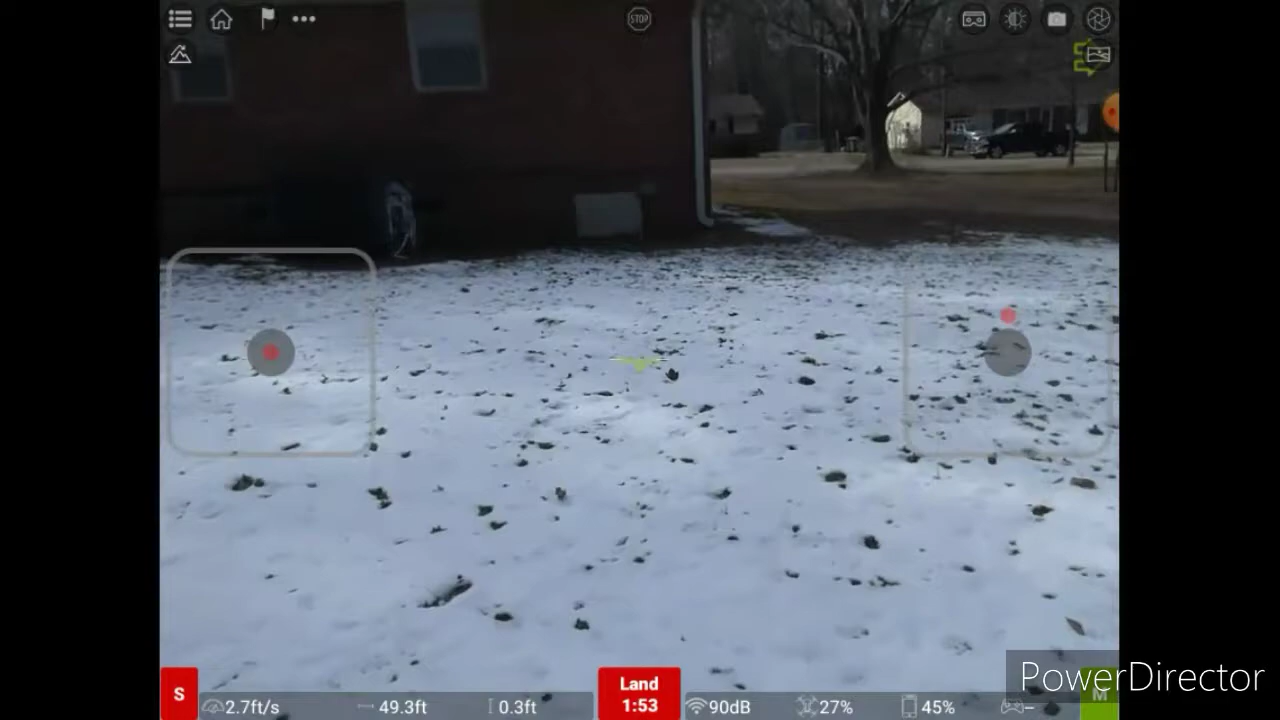 STOP
S
2.7ft/s
49.3ft
0.3ft
Land
1:53
90dB
27%
45%
–
M
PowerDirector